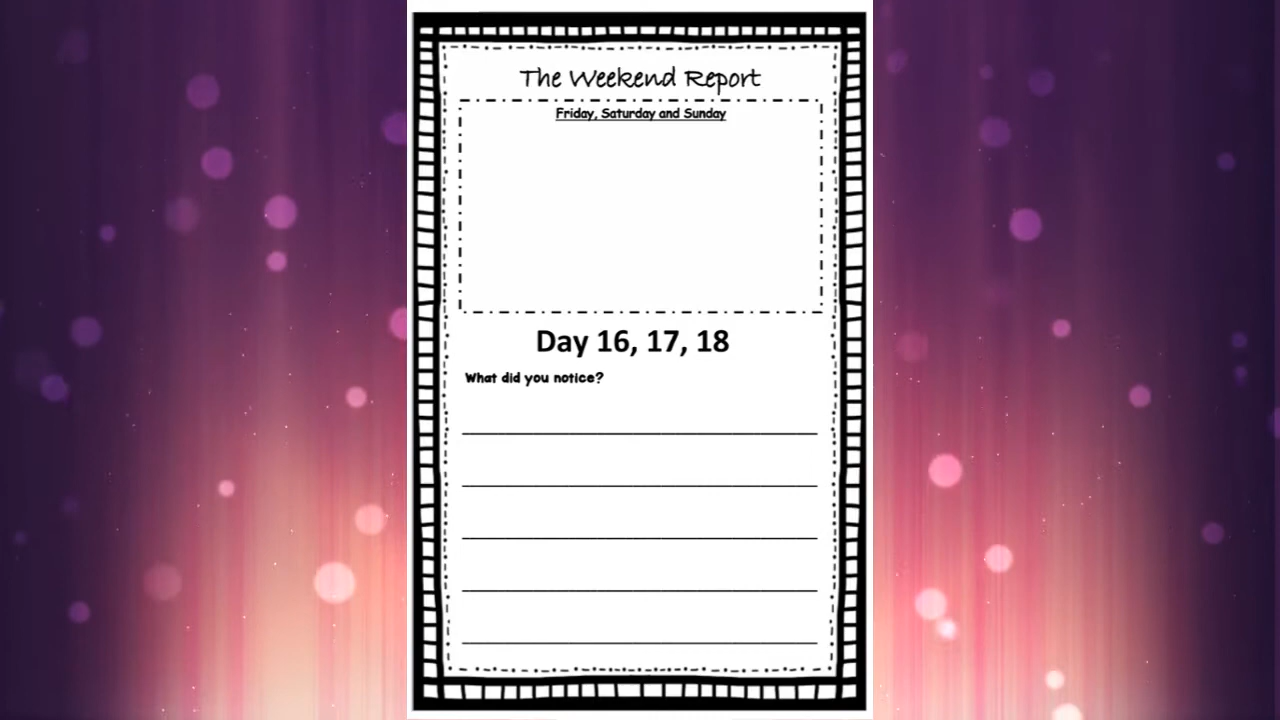 The Weekend Report
Friday, Saturday and Sunday
Day 16, 17, 18
What did you notice?